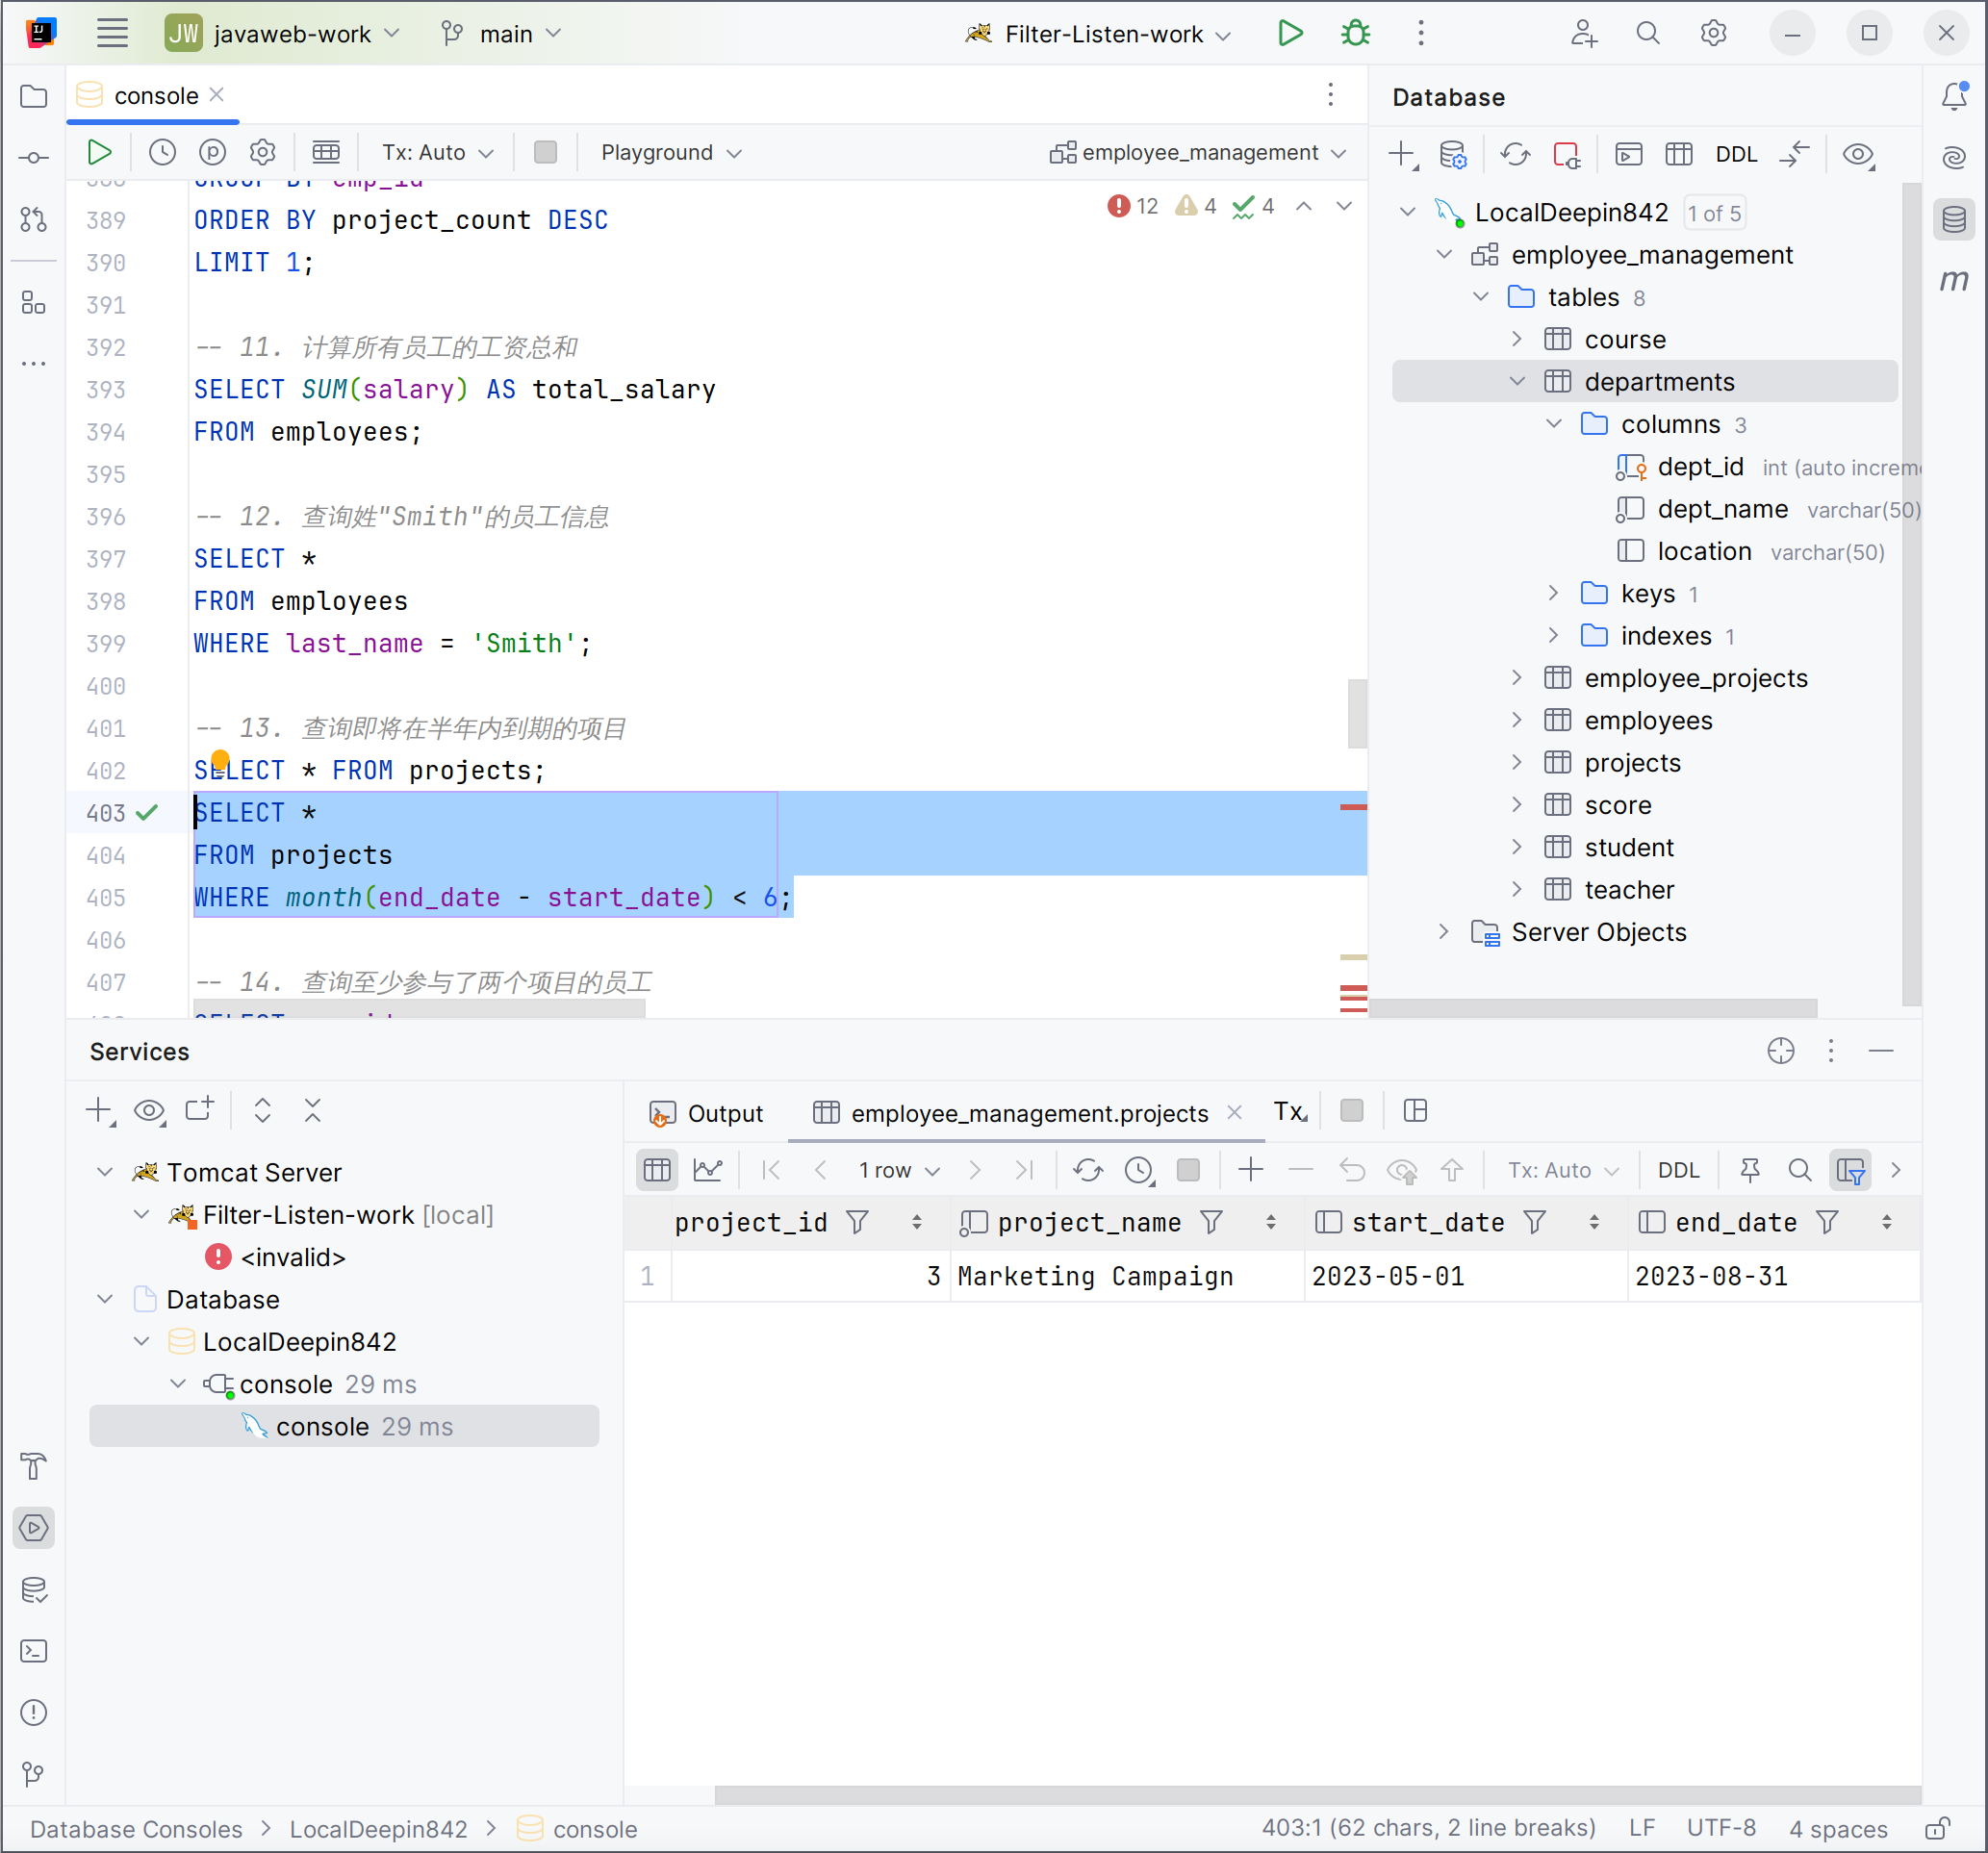 JW javaweb-work main Filter-Listen-work
console
Tx: Auto Playground employee_management
389 ORDER BY project_count DESC
12 4 4
390 LIMIT 1;
391
392 -- 11. 计算所有员工的工资总和
393 SELECT SUM(salary) AS total_salary
394 FROM employees;
395
396 -- 12. 查询姓"Smith"的员工信息
397 SELECT *
398 FROM employees
399 WHERE last_name = 'Smith';
400
401 -- 13. 查询即将在半年内到期的项目
402 SELECT * FROM projects;
403 SELECT *
404 FROM projects
405 WHERE month(end_date - start_date) < 6;
406
407 -- 14. 查询至少参与了两个项目的员工
Database
DDL
LocalDeepin842 1 of 5
employee_management
tables 8
course
departments
columns 3
dept_id int (auto increme
dept_name varchar(50)
location varchar(50)
keys 1
indexes 1
employee_projects
employees
projects
score
student
teacher
Server Objects
m
Services
Tomcat Server
Filter-Listen-work [local]
<invalid>
Database
LocalDeepin842
console 29 ms
console 29 ms
Output employee_management.projects Tx
1 row Tx: Auto DDL
project_id project_name start_date end_date
1 3 Marketing Campaign 2023-05-01 2023-08-31
Database Consoles LocalDeepin842 console 403:1 (62 chars, 2 line breaks) LF UTF-8 4 spaces